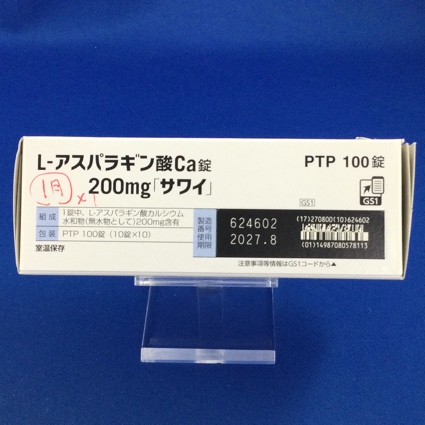 L-アスパラギン酸Ca錠
200mg「サワイ」
PTP 100錠
1月 ×1
GS1
GS1
組成
1錠中、L-アスパラギン酸カルシウム
水和物(無水物として)200mg含有
包装
PTP 100錠(10錠×10)
室温保存
製造番号
624602
使用期限
2027.8
(17)270800(10)624602
(01)14987080578113
注意事項等情報はGS1コードから▲